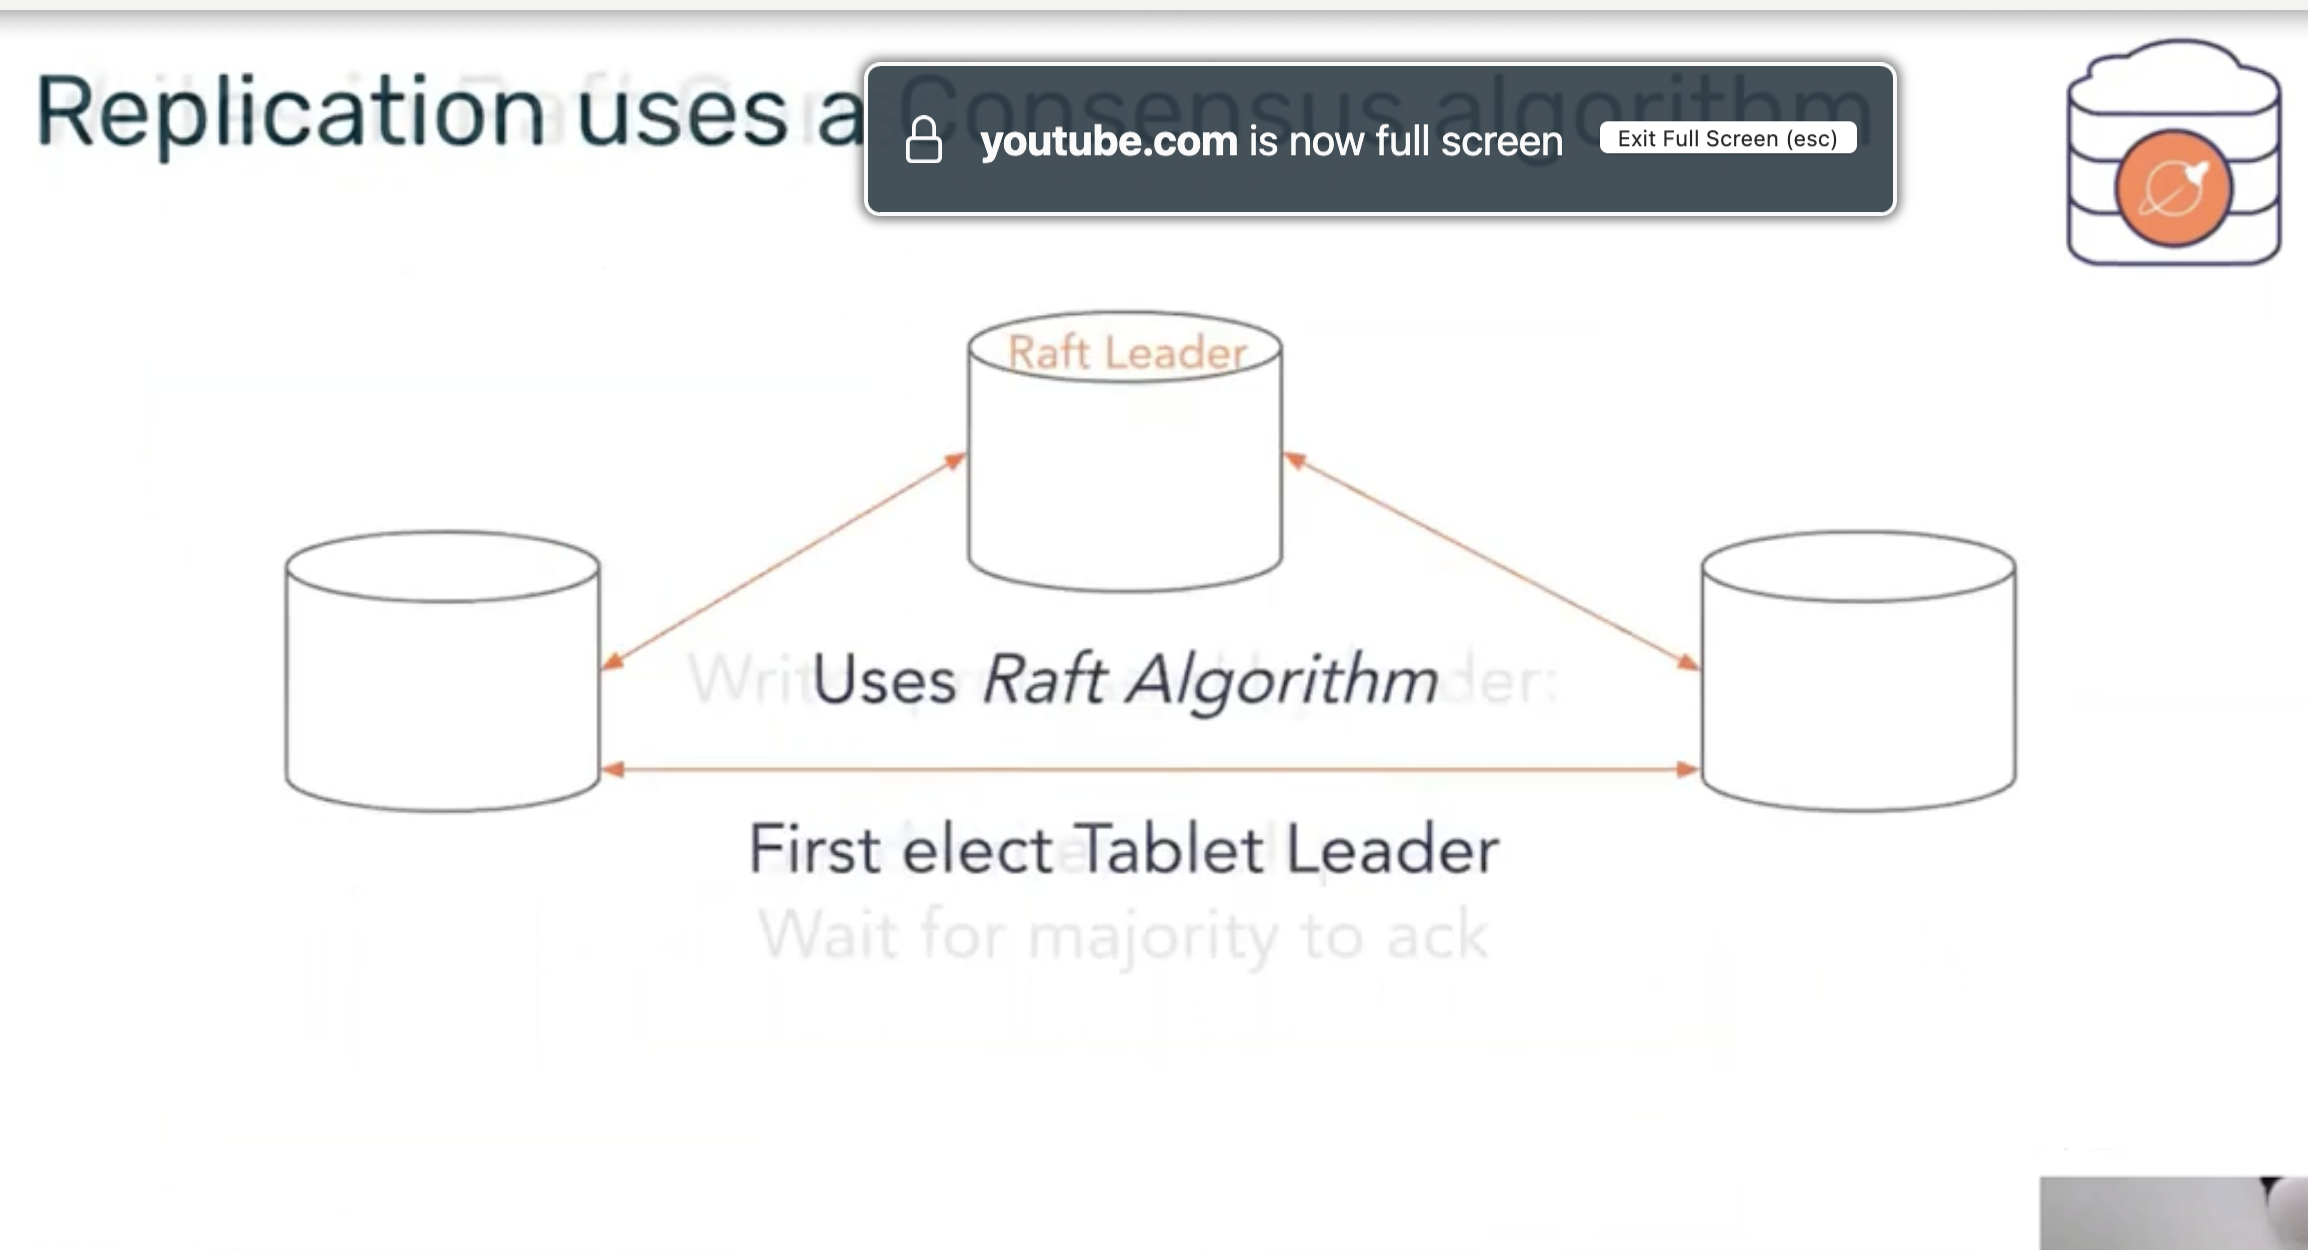 Replication uses a Consensus algorithm
youtube.com is now full screen
Exit Full Screen (esc)
Raft Leader
Uses Raft Algorithm
First elect Tablet Leader
Wait for majority to ack